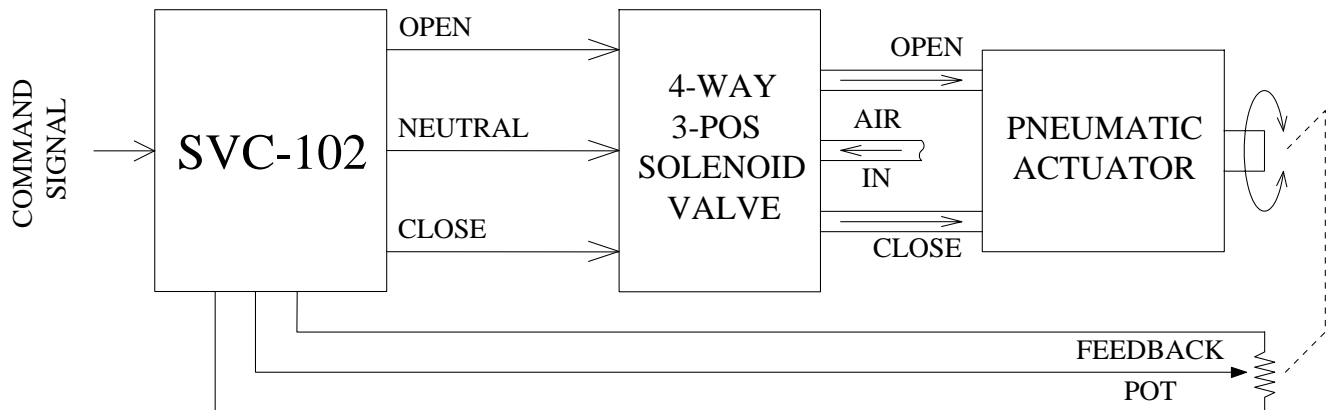 COMMAND
SIGNAL
SVC-102
OPEN
NEUTRAL
CLOSE
4-WAY
3-POS
SOLENOID
VALVE
OPEN
AIR
IN
CLOSE
PNEUMATIC
ACTUATOR
FEEDBACK
POT